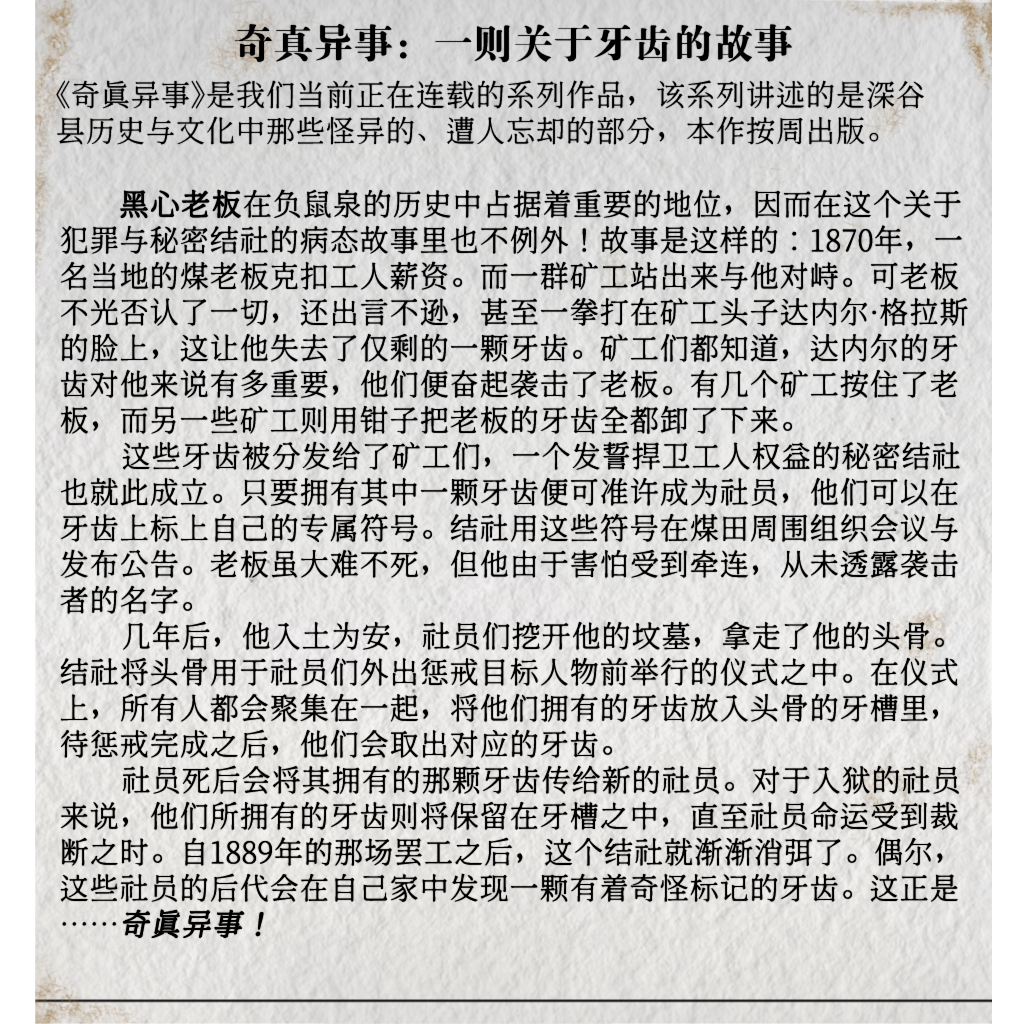 奇真异事：一则关于牙齿的故事
《奇眞异事》是我们当前正在连载的系列作品，该系列讲述的是深谷
县历史与文化中那些怪异的、遭人忘却的部分，本作按周出版。
黑心老板在负鼠泉的历史中占据着重要的地位，因而在这个关于
犯罪与秘密结社的病态故事里也不例外！故事是这样的：1870年，一
名当地的煤老板克扣工人薪资。而一群矿工站出来与他对峙。可老板
不光否认了一切，还出言不逊，甚至一拳打在矿工头子达内尔·格拉斯
的脸上，这让他失去了仅剩的一颗牙齿。矿工们都知道，达内尔的牙
齿对他来说有多重要，他们便奋起袭击了老板。有几个矿工按住了老
板，而另一些矿工则用钳子把老板的牙齿全都卸了下来。
这些牙齿被分发给了矿工们，一个发誓捍卫工人权益的秘密结社
也就此成立。只要拥有其中一颗牙齿便可准许成为社员，他们可以在
牙齿上标上自己的专属符号。结社用这些符号在煤田周围组织会议与
发布公告。老板虽大难不死，但他由于害怕受到牵连，从未透露袭击
者的名字。
几年后，他入土为安，社员们挖开他的坟墓，拿走了他的头骨。
结社将头骨用于社员们外出惩戒目标人物前举行的仪式之中。在仪式
上，所有人都会聚集在一起，将他们拥有的牙齿放入头骨的牙槽里，
待惩戒完成之后，他们会取出对应的牙齿。
社员死后会将其拥有的那颗牙齿传给新的社员。对于入狱的社员
来说，他们所拥有的牙齿则将保留在牙槽之中，直至社员命运受到裁
断之时。自1889年的那场罢工之后，这个结社就渐渐消弭了。偶尔，
这些社员的后代会在自己家中发现一颗有着奇怪标记的牙齿。这正是
……奇眞异事！